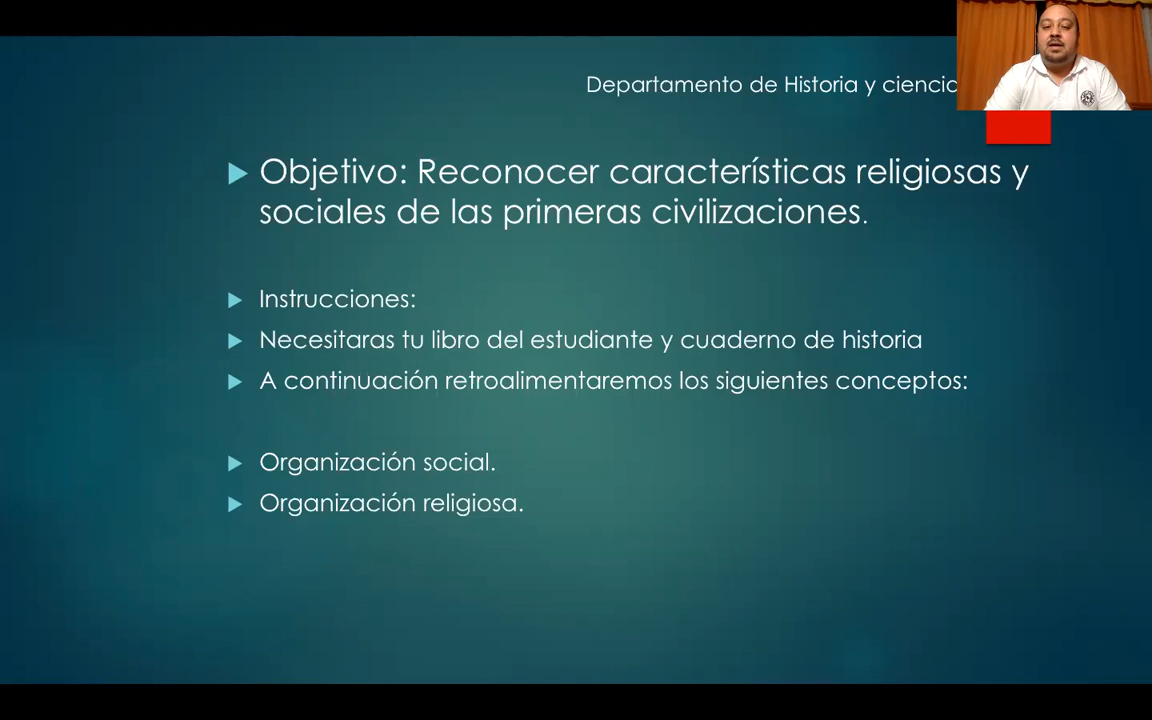 Departamento de Historia y
Objetivo: Reconocer características religiosas y
sociales de las primeras civilizaciones.
Instrucciones:
Necesitaras tu libro del estudiante y cuaderno de historia
A continuación retroalimentaremos los siguientes conceptos:
Organización social.
Organización religiosa.